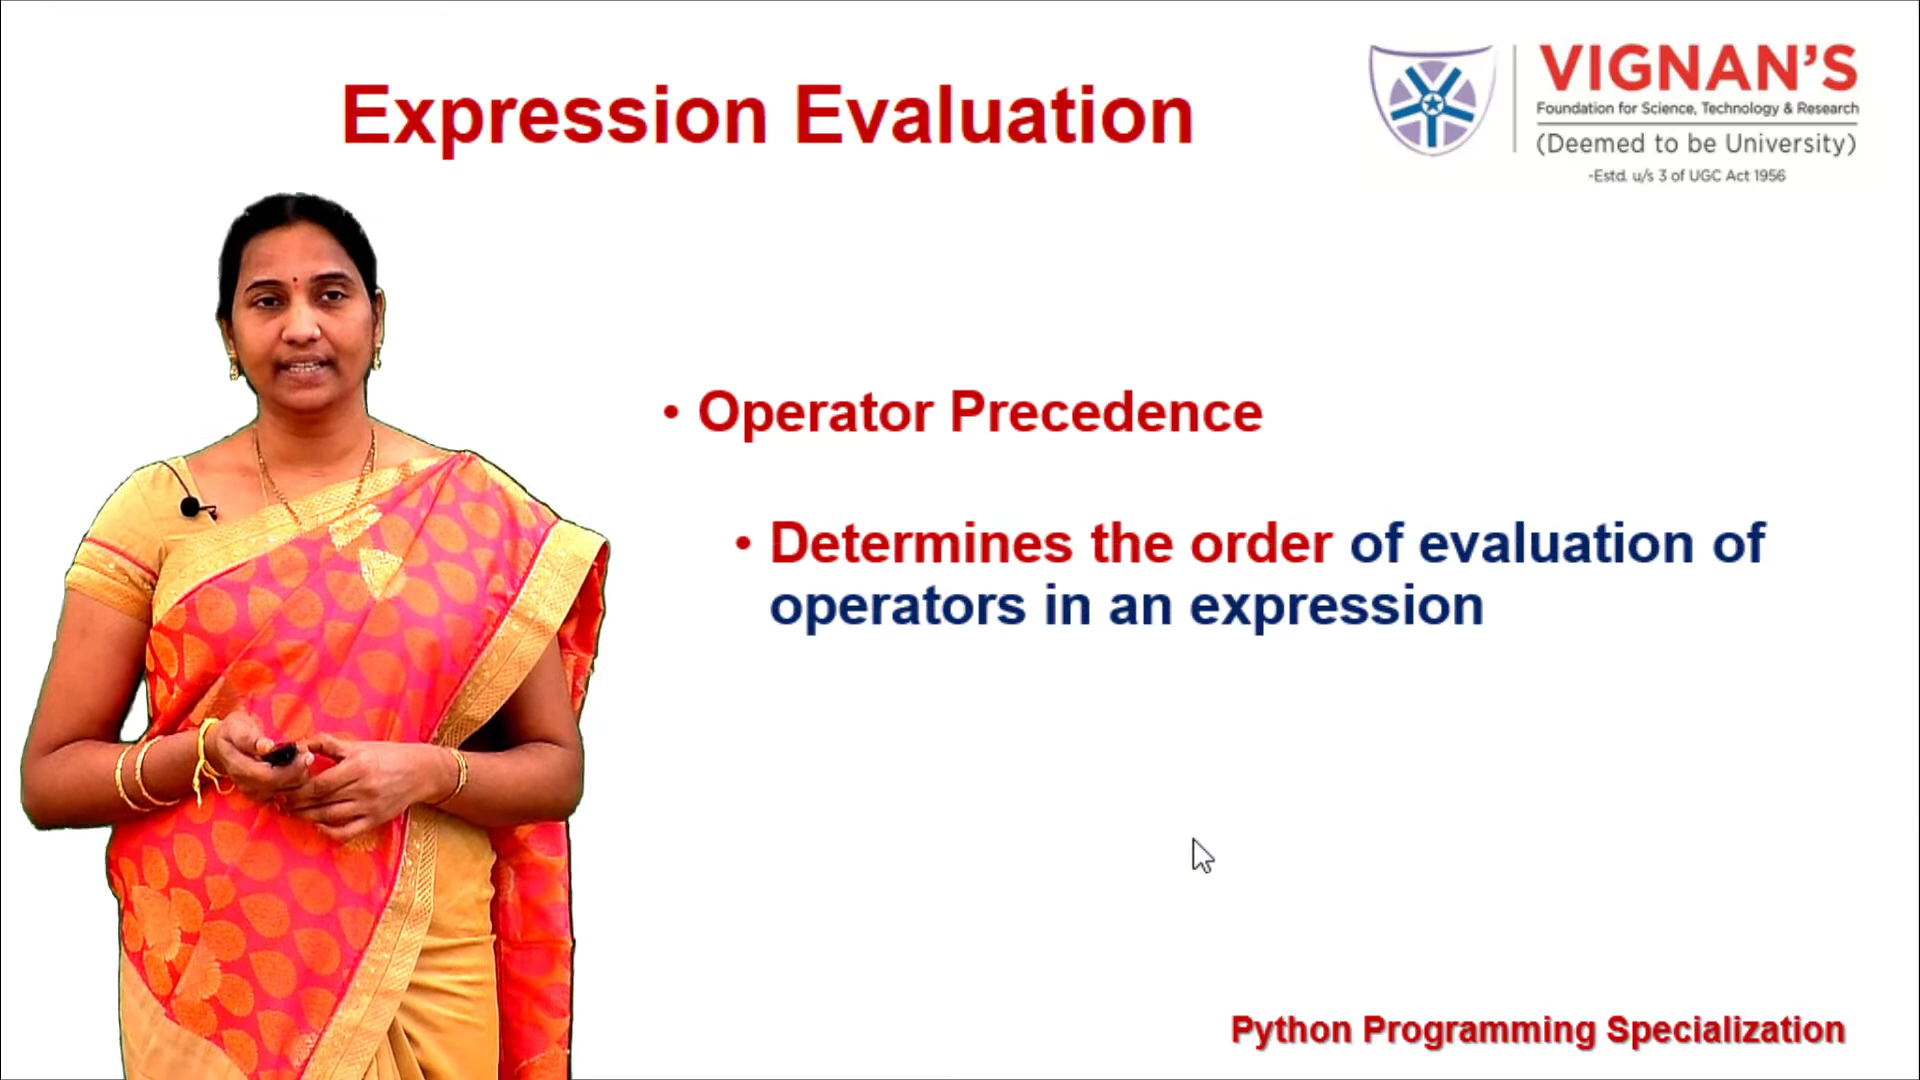 Expression Evaluation
VIGNAN'S
Foundation for Science, Technology & Research
(Deemed to be University)
-Estd. u/s 3 of UGC Act 1956
• Operator Precedence
• Determines the order of evaluation of
operators in an expression
Python Programming Specialization